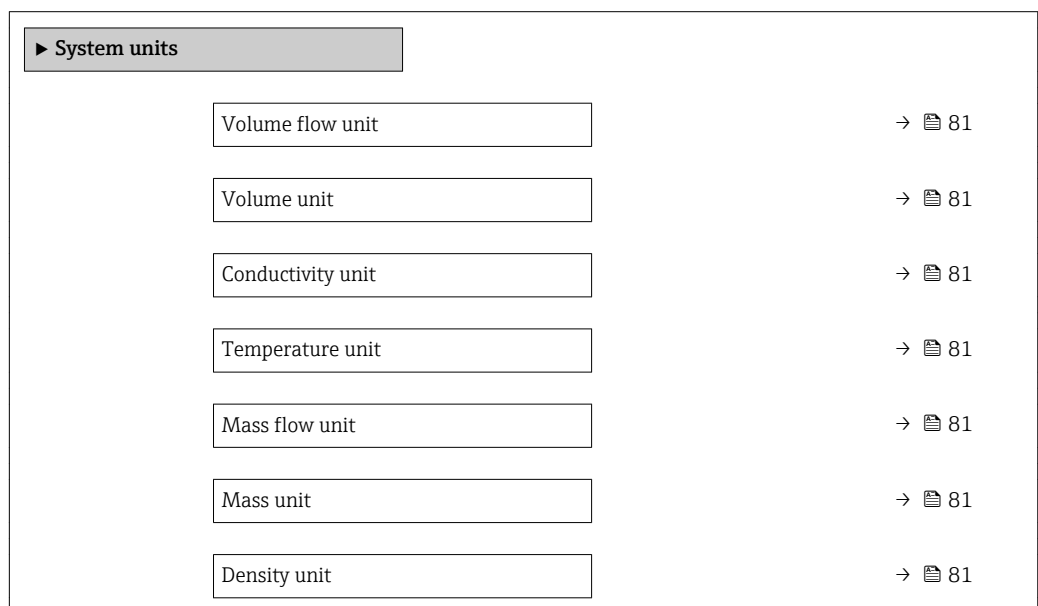 ▶ System units
Volume flow unit → 🖹 81
Volume unit → 🖹 81
Conductivity unit → 🖹 81
Temperature unit → 🖹 81
Mass flow unit → 🖹 81
Mass unit → 🖹 81
Density unit → 🖹 81